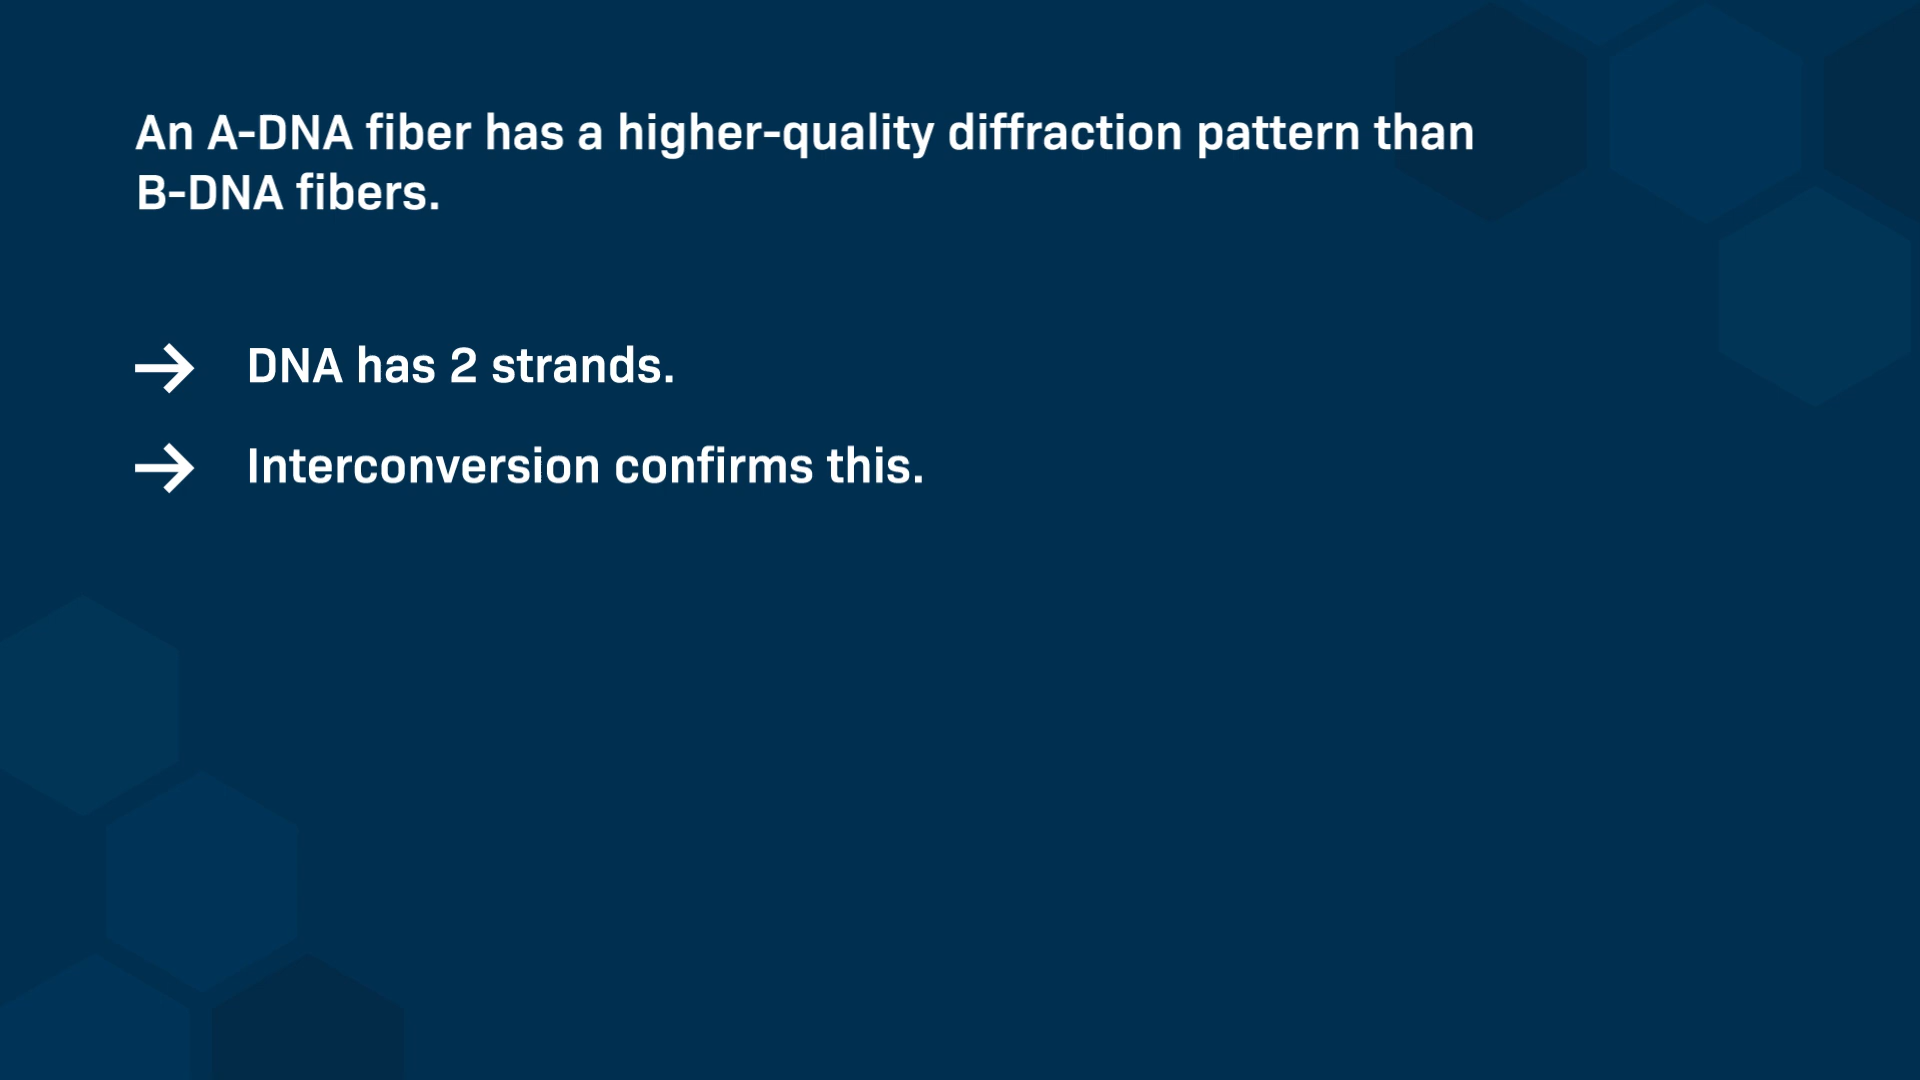 An A-DNA fiber has a higher-quality diffraction pattern than
B-DNA fibers.
→ DNA has 2 strands.
→ Interconversion confirms this.